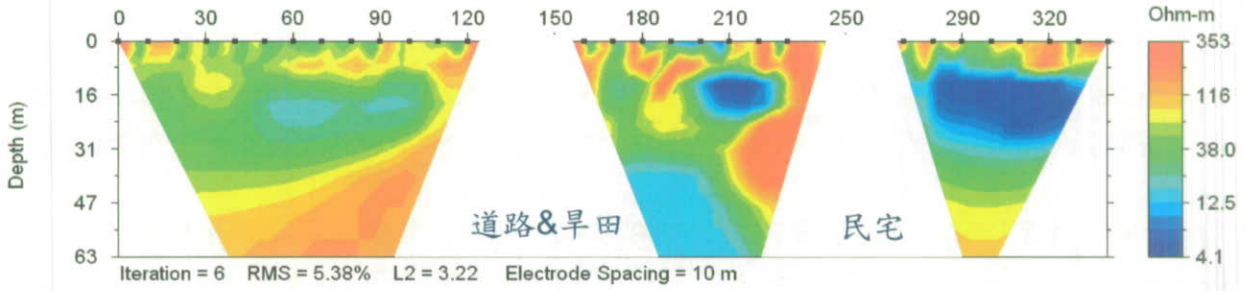 0 30 60 90 120 150 180 210 250 290 320 Ohm-m
0 16 31 47 63
Depth (m)
353 116 38.0 12.5 4.1
道路&旱田 民宅
Iteration = 6 RMS = 5.38% L2 = 3.22 Electrode Spacing = 10 m